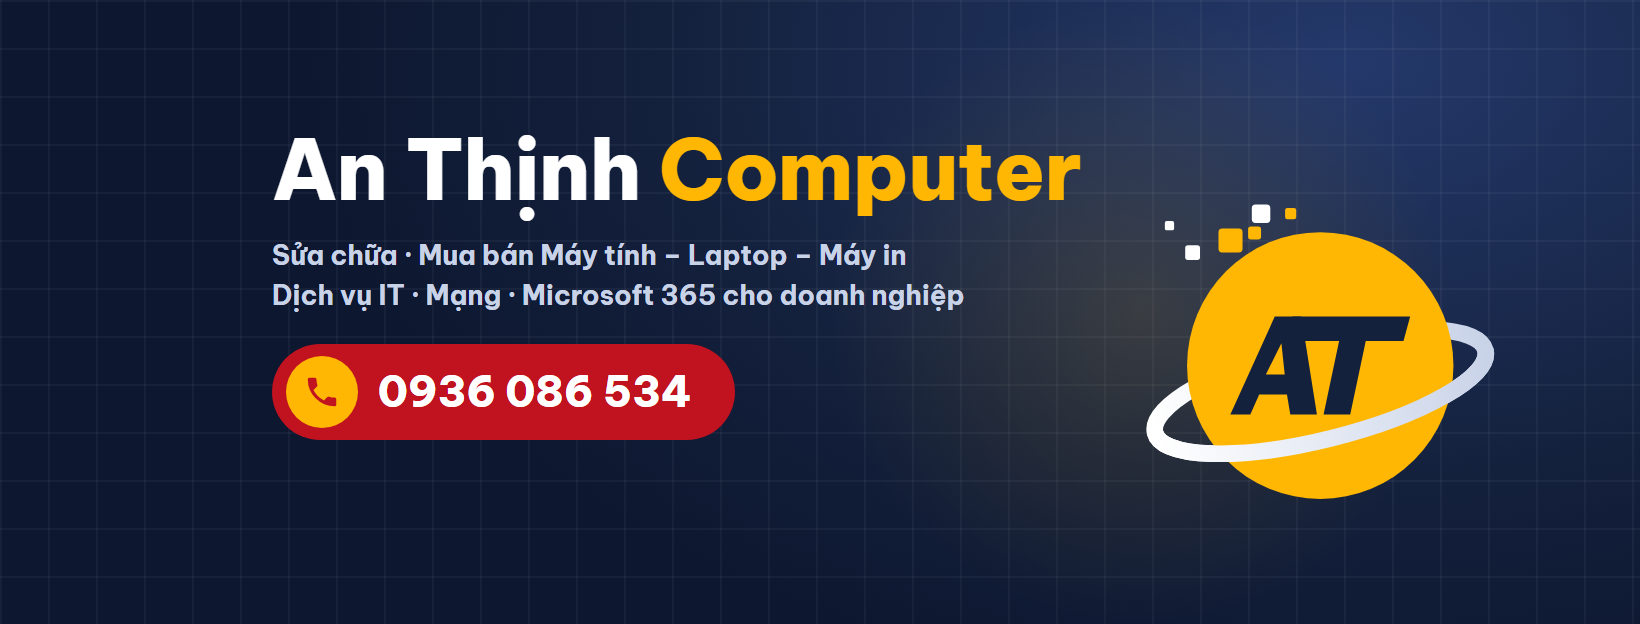 An Thịnh Computer
Sửa chữa · Mua bán Máy tính – Laptop – Máy in
Dịch vụ IT · Mạng · Microsoft 365 cho doanh nghiệp
0936 086 534
AT